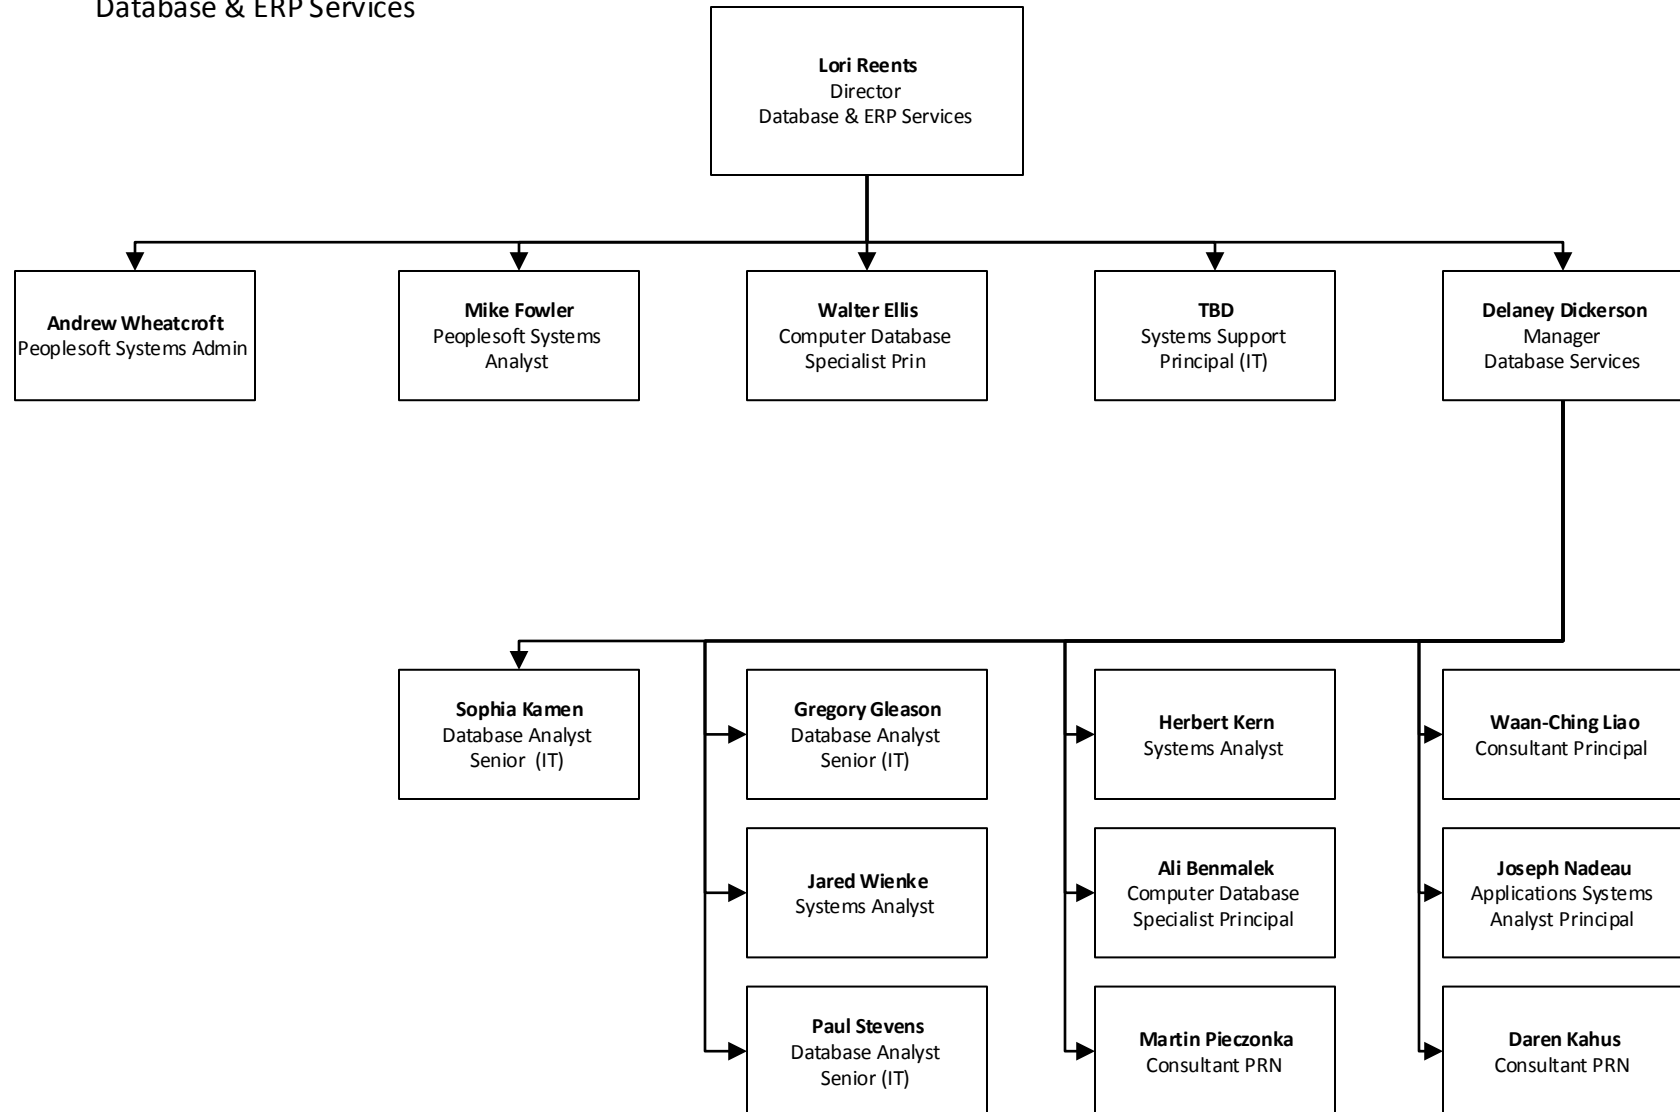 Database & ERP Services
Lori Reents
Director
Database & ERP Services
Andrew Wheatcroft
Peoplesoft Systems Admin
Mike Fowler
Peoplesoft Systems
Analyst
Walter Ellis
Computer Database
Specialist Prin
TBD
Systems Support
Principal (IT)
Delaney Dickerson
Manager
Database Services
Sophia Kamen
Database Analyst
Senior  (IT)
Gregory Gleason
Database Analyst
Senior (IT)
Herbert Kern
Systems Analyst
Waan-Ching Liao
Consultant Principal
Jared Wienke
Systems Analyst
Ali Benmalek
Computer Database
Specialist Principal
Joseph Nadeau
Applications Systems
Analyst Principal
Paul Stevens
Database Analyst
Senior (IT)
Martin Pieczonka
Consultant PRN
Daren Kahus
Consultant PRN